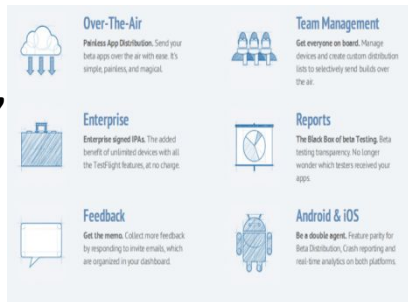 Over-The-Air
Painless App Distribution. Send your
beta apps over the air with ease. It's
simple, painless, and magical.
Team Management
Get everyone on board. Manage
devices and create custom distribution
lists to selectively send builds over
the air.
Enterprise
Enterprise signed IPAs. The added
benefit of unlimited devices with all
the TestFlight features, at no charge.
Reports
The Black Box of beta Testing. Beta
testing transparency. No longer
wonder which testers received your
apps
Feedback
Get the memo. Collect more feedback
by responding to invite emails, which
are organized in your dashboard.
Android & iOS
Be a double agent. Feature parity for
Beta Distribution, Crash reporting and
real-time analytics on both platforms.